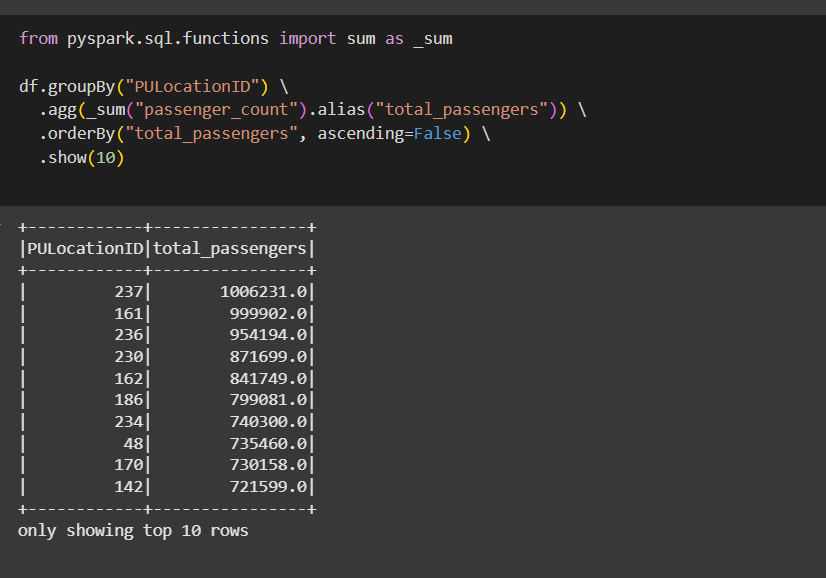 from pyspark.sql.functions import sum as _sum
df.groupBy("PULocationID") \
  .agg(_sum("passenger_count").alias("total_passengers")) \
  .orderBy("total_passengers", ascending=False) \
  .show(10)
+------------+----------------+
|PULocationID|total_passengers|
+------------+----------------+
|         237|       1006231.0|
|         161|        999902.0|
|         236|        954194.0|
|         230|        871699.0|
|         162|        841749.0|
|         186|        799081.0|
|         234|        740300.0|
|          48|        735460.0|
|         170|        730158.0|
|         142|        721599.0|
+------------+----------------+
only showing top 10 rows